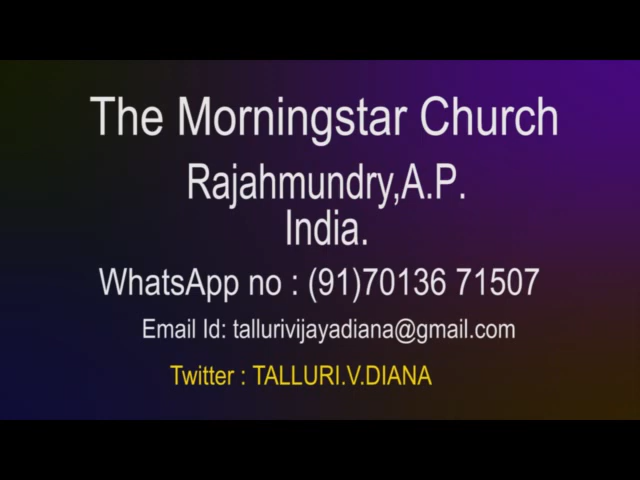 The Morningstar Church
Rajahmundry,A.P.
India.
WhatsApp no : (91)70136 71507
Email Id: tallurivijayadiana@gmail.com
Twitter : TALLURI.V.DIANA